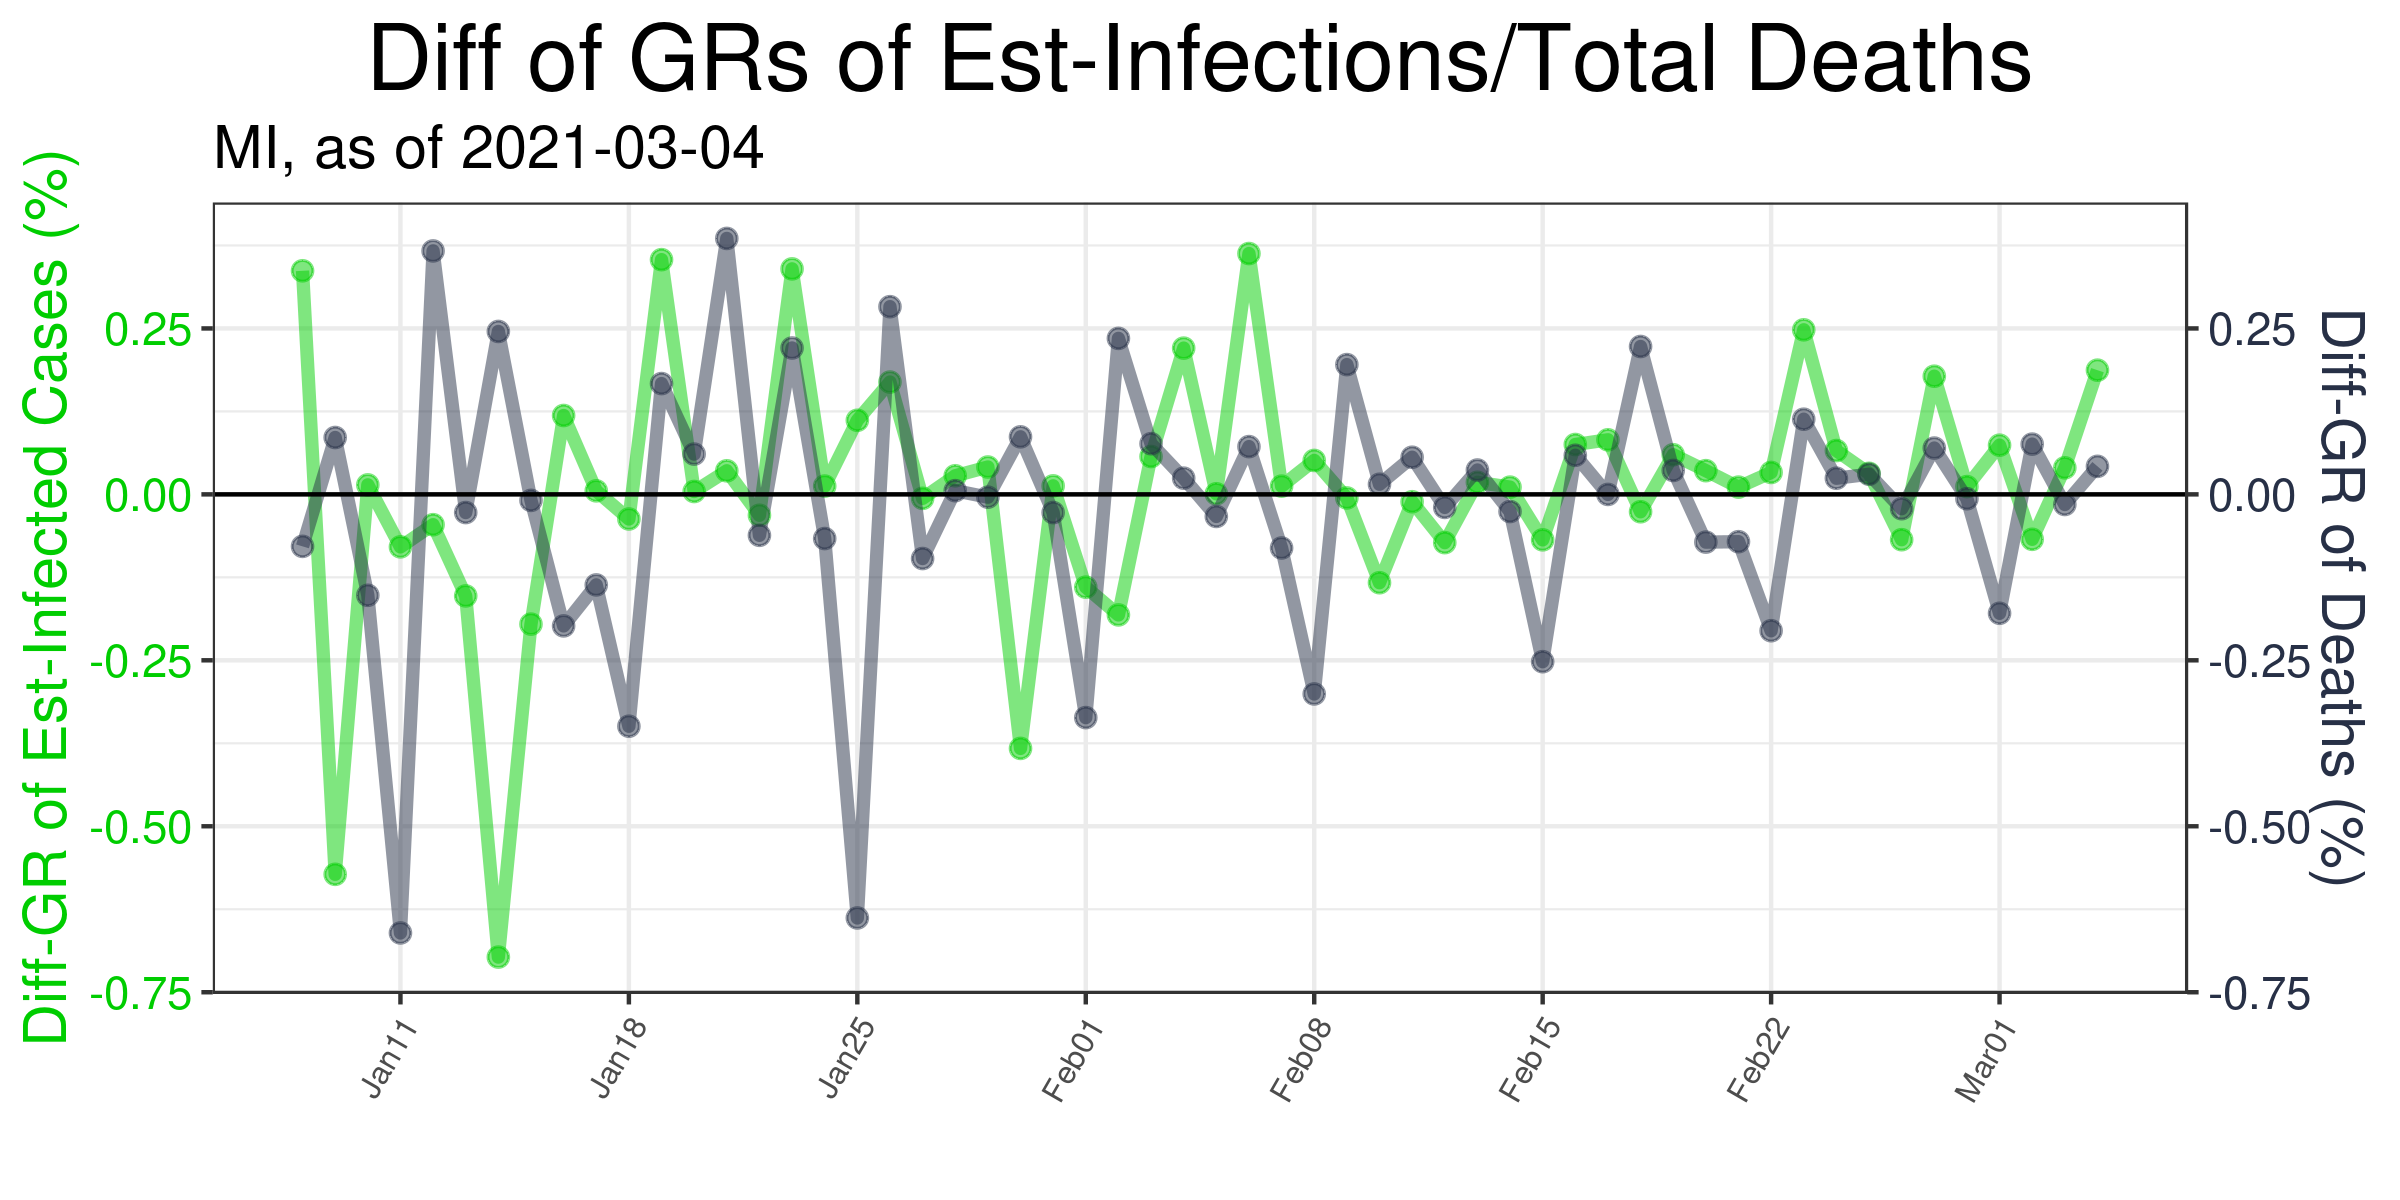 Diff of GRs of Est-Infections/Total Deaths
MI, as of 2021-03-04
Diff-GR of Est-Infected Cases (%)
0.25
0.00
-0.25
-0.50
-0.75
0.25
0.00
-0.25
-0.50
-0.75
Diff-GR of Deaths (%)
Jan11
Jan18
Jan25
Feb01
Feb08
Feb15
Feb22
Mar01